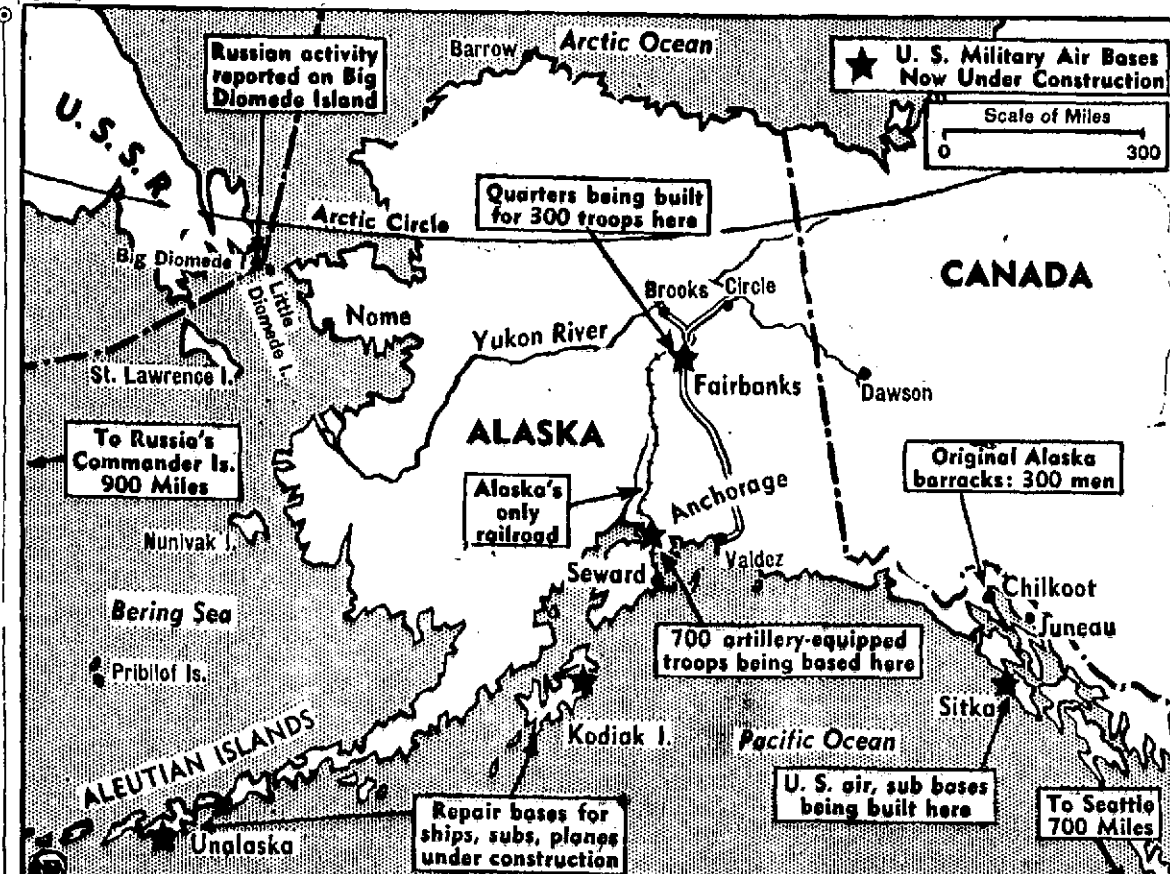 Russian activity
reported on Big
Diomede Island
Barrow
Arctic Ocean
U. S. Military Air Bases
Now Under Construction
Scale of Miles
0 300
U. S. S. R.
Quarters being built
for 300 troops here
Arctic Circle
Big Diomede I.
Little
Diomede I.
Nome
Brooks
Circle
CANADA
Yukon River
St. Lawrence I.
Fairbanks
Dawson
To Russia's
Commander Is.
900 Miles
ALASKA
Original Alaska
barracks: 300 men
Alaska's
only
railroad
Anchorage
Nunivak I.
Valdez
Seward
Chilkoot
Juneau
Bering Sea
700 artillery-equipped
troops being based here
Pribilof Is.
Sitka
Kodiak I.
Pacific Ocean
ALEUTIAN ISLANDS
U. S. air, sub bases
being built here
Repair bases for
ships, subs, planes
under construction
To Seattle
700 Miles
Unalaska